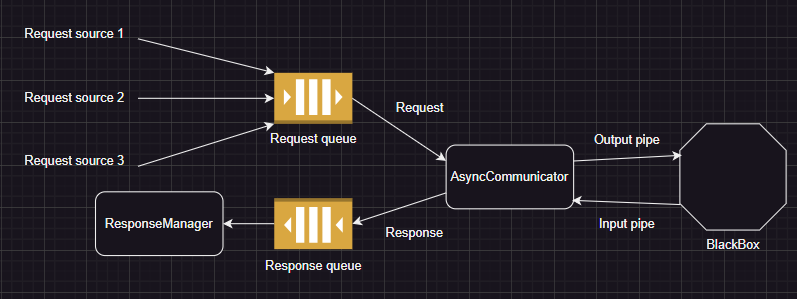 Request source 1
Request source 2
Request source 3
Request queue
Request
AsyncCommunicator
Output pipe
Input pipe
BlackBox
ResponseManager
Response
Response queue